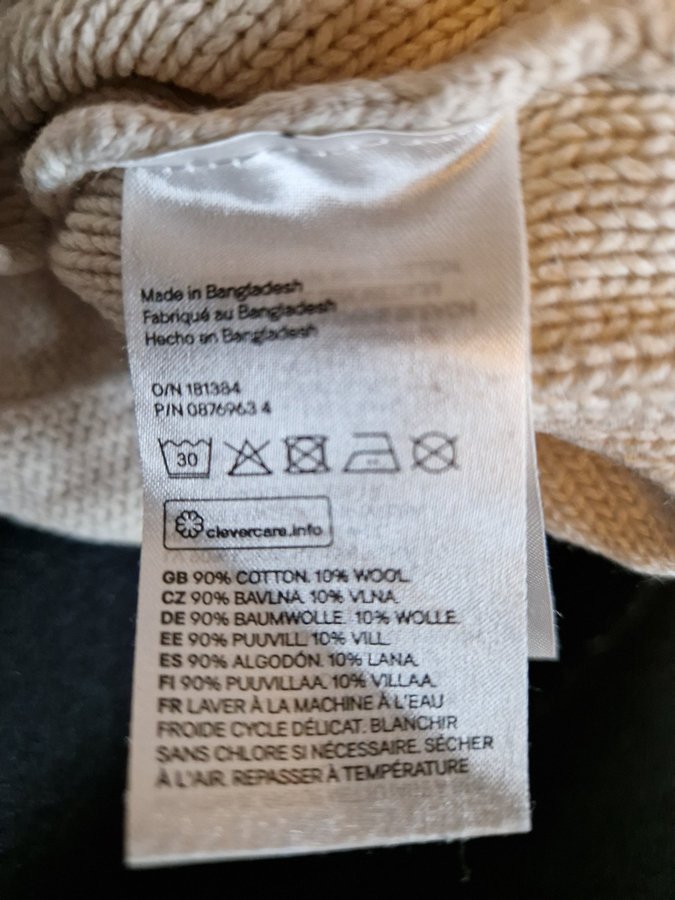 Made in Bangladesh
Fabriqué au Bangladesh
Hecho en Bangladesh
O/N 181384
P/N 0876963 4
30
clevercare.info
GB 90% COTTON. 10% WOOL.
CZ 90% BAVLNA. 10% VLNA.
DE 90% BAUMWOLLE. 10% WOLLE.
EE 90% PUUVILL. 10% VILL.
ES 90% ALGODÓN. 10% LANA.
FI 90% PUUVILLAA. 10% VILLAA.
FR LAVER À LA MACHINE À L'EAU
FROIDE CYCLE DÉLICAT. BLANCHIR
SANS CHLORE SI NÉCESSAIRE. SÉCHER
À L'AIR. REPASSER À TEMPÉRATURE